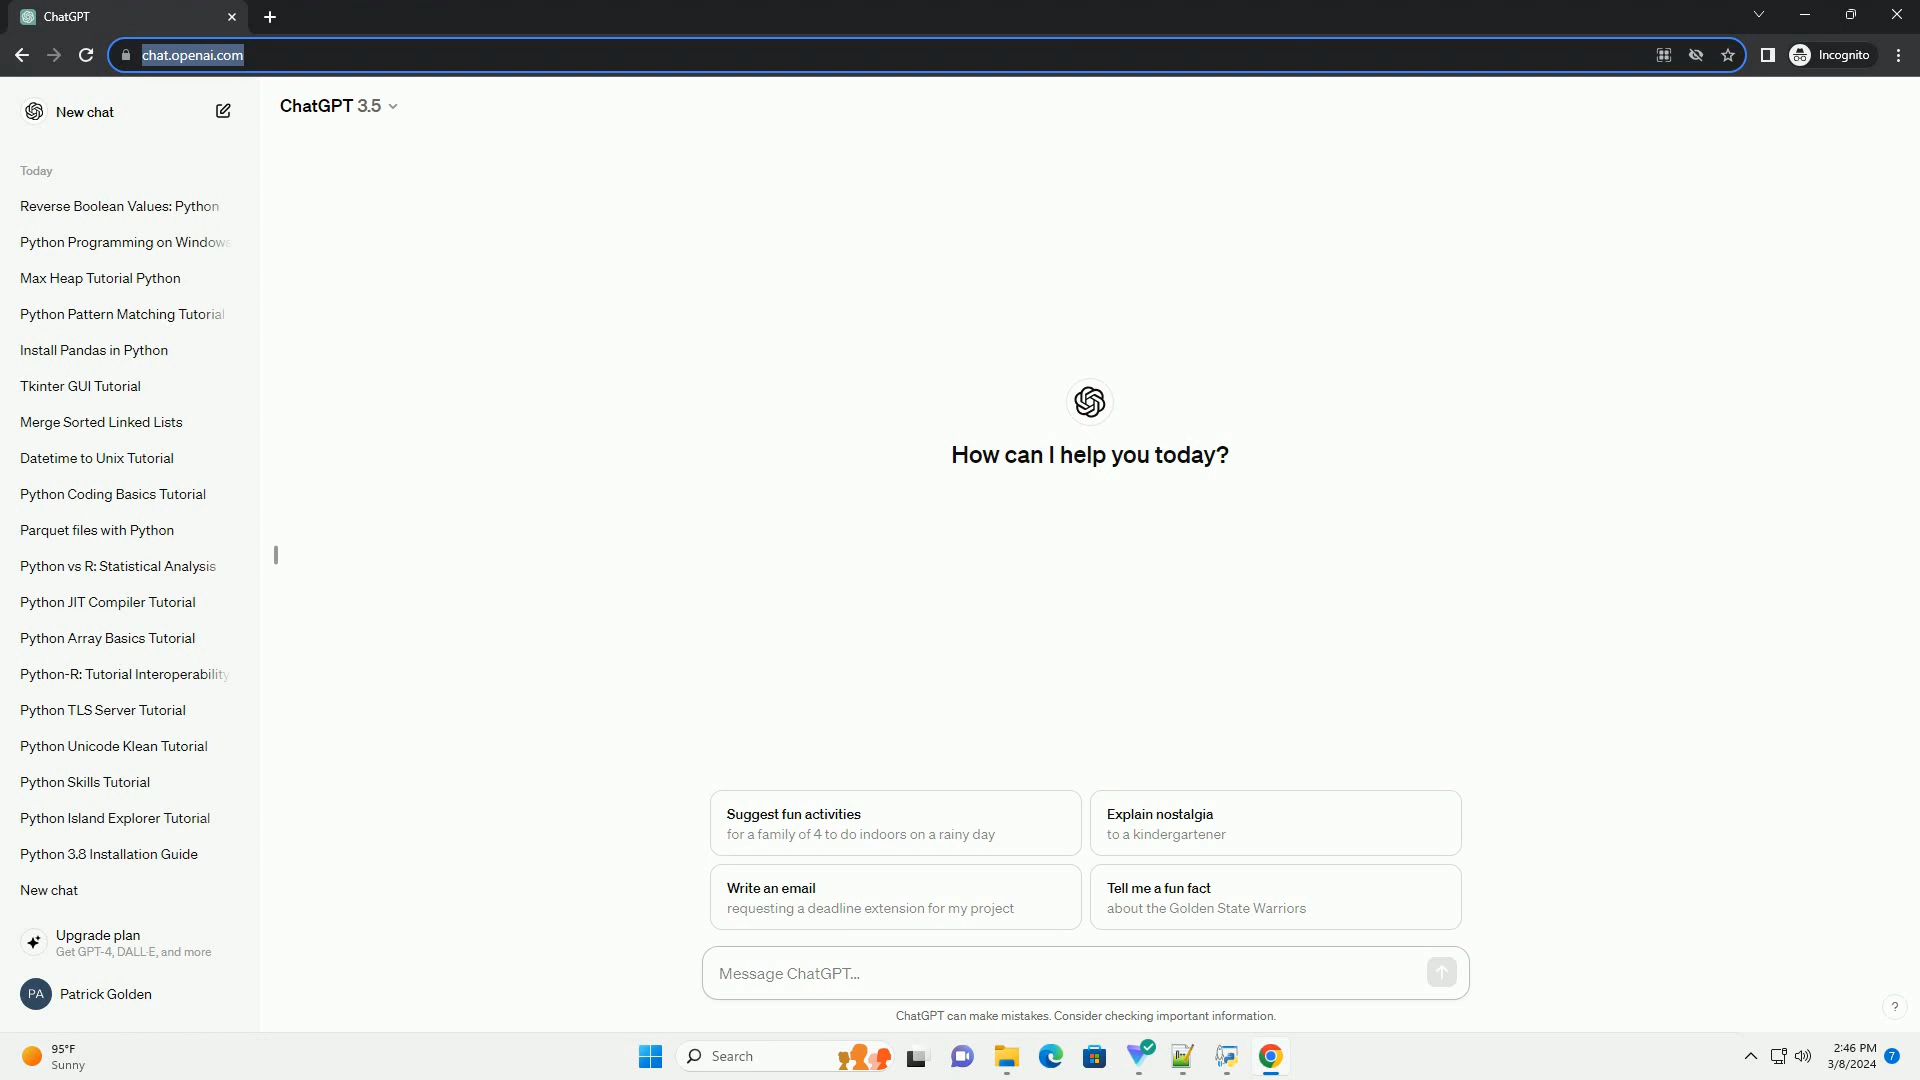 ChatGPT
chat.openai.com
Incognito
New chat
ChatGPT 3.5
Today
Reverse Boolean Values: Python
Python Programming on Windows
Max Heap Tutorial Python
Python Pattern Matching Tutorial
Install Pandas in Python
Tkinter GUI Tutorial
Merge Sorted Linked Lists
Datetime to Unix Tutorial
Python Coding Basics Tutorial
Parquet files with Python
Python vs R: Statistical Analysis
Python JIT Compiler Tutorial
Python Array Basics Tutorial
Python-R: Tutorial Interoperability
Python TLS Server Tutorial
Python Unicode Klean Tutorial
Python Skills Tutorial
Python Island Explorer Tutorial
Python 3.8 Installation Guide
New chat
Upgrade plan
Get GPT-4, DALL·E, and more
PA Patrick Golden
How can I help you today?
Suggest fun activities
for a family of 4 to do indoors on a rainy day
Explain nostalgia
to a kindergartener
Write an email
requesting a deadline extension for my project
Tell me a fun fact
about the Golden State Warriors
Message ChatGPT...
ChatGPT can make mistakes. Consider checking important information.
?
95°F
Sunny
Search
2:46 PM
3/8/2024
7